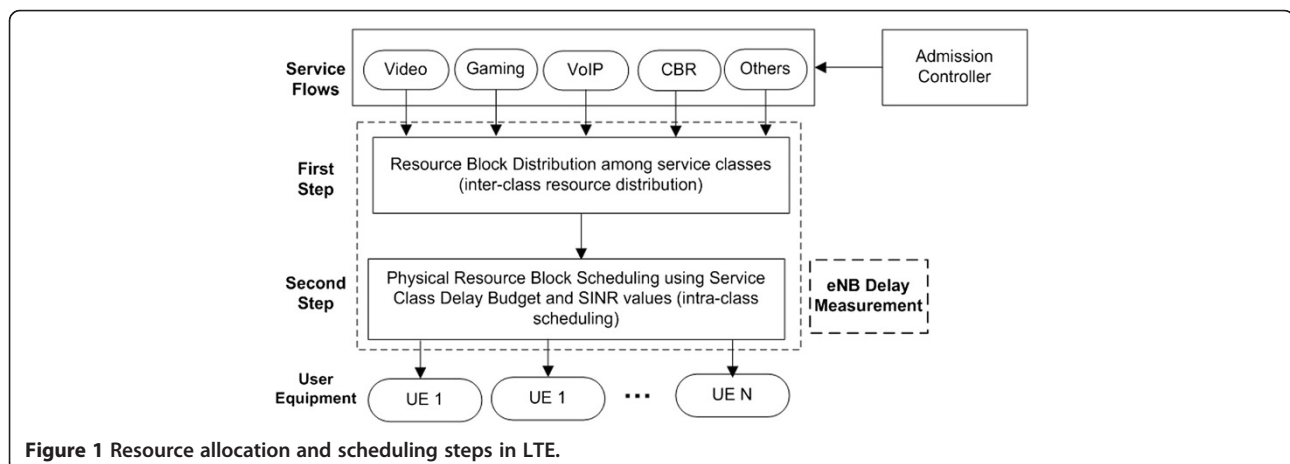 Service
Flows
Video
Gaming
VoIP
CBR
Others
Admission
Controller
First
Step
Resource Block Distribution among service classes
(inter-class resource distribution)
Second
Step
Physical Resource Block Scheduling using Service
Class Delay Budget and SINR values (intra-class
scheduling)
eNB Delay
Measurement
User
Equipment
UE 1
UE 1
...
UE N
Figure 1 Resource allocation and scheduling steps in LTE.